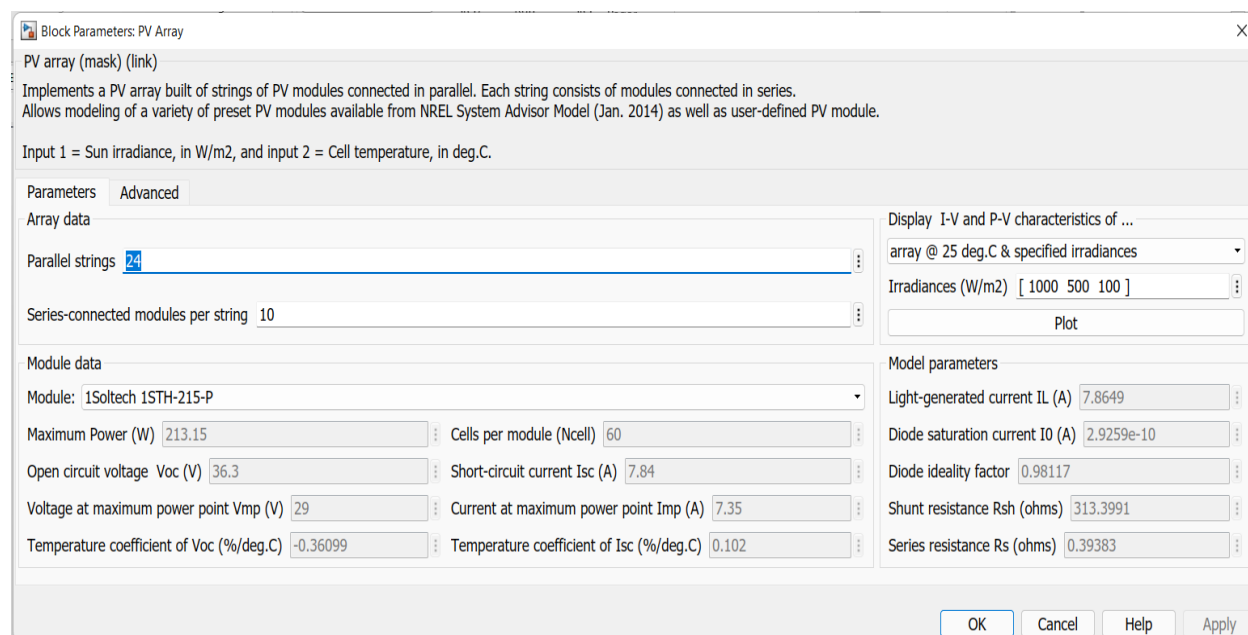 Block Parameters: PV Array
PV array (mask) (link)
Implements a PV array built of strings of PV modules connected in parallel. Each string consists of modules connected in series.
Allows modeling of a variety of preset PV modules available from NREL System Advisor Model (Jan. 2014) as well as user-defined PV module.
Input 1 = Sun irradiance, in W/m2, and input 2 = Cell temperature, in deg.C.
Parameters Advanced
Array data
Parallel strings 24
Series-connected modules per string 10
Display I-V and P-V characteristics of ...
array @ 25 deg.C & specified irradiances
Irradiances (W/m2) [ 1000 500 100 ]
Plot
Module data
Module: 1Soltech 1STH-215-P
Maximum Power (W) 213.15 Cells per module (Ncell) 60
Open circuit voltage Voc (V) 36.3 Short-circuit current Isc (A) 7.84
Voltage at maximum power point Vmp (V) 29 Current at maximum power point Imp (A) 7.35
Temperature coefficient of Voc (%/deg.C) -0.36099 Temperature coefficient of Isc (%/deg.C) 0.102
Model parameters
Light-generated current IL (A) 7.8649
Diode saturation current I0 (A) 2.9259e-10
Diode ideality factor 0.98117
Shunt resistance Rsh (ohms) 313.3991
Series resistance Rs (ohms) 0.39383
OK Cancel Help Apply